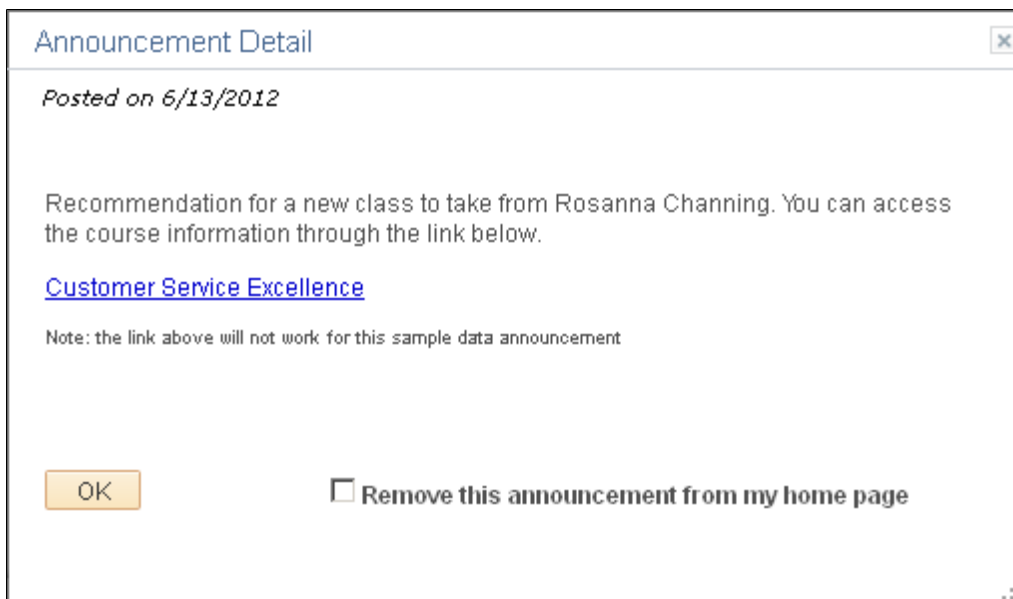 Announcement Detail
Posted on 6/13/2012
Recommendation for a new class to take from Rosanna Channing. You can access
the course information through the link below.
Customer Service Excellence
Note: the link above will not work for this sample data announcement
OK
Remove this announcement from my home page